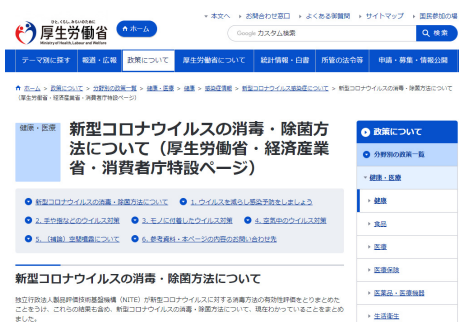 本文へ お問合わせ窓口 よくある御質問 サイトマップ 国民参加の場
ひと、くらし、みらいのために
厚生労働省
Ministry of Health, Labour and Welfare
ホーム
Google カスタム検索
検索
テーマ別に探す 報道・広報 政策について 厚生労働省について 統計情報・白書 所管の法令等 申請・募集・情報公開
ホーム > 政策について > 分野別の政策一覧 > 健康・医療 > 健康 > 感染症情報 > 新型コロナウイルス感染症について > 新型コロナウイルスの消毒・除菌方法について
(厚生労働省・経済産業省・消費者庁特設ページ)
健康・医療
新型コロナウイルスの消毒・除菌方
法について(厚生労働省・経済産業
省・消費者庁特設ページ)
新型コロナウイルスの消毒・除菌方法について 1. ウイルスを減らし感染予防をしましょう
2. 手や指などのウイルス対策 3. モノに付着したウイルス対策 4. 空気中のウイルス対策
5. (補論)空間噴霧について 6. 参考資料・本ページの内容のお問い合わせ先
新型コロナウイルスの消毒・除菌方法について
独立行政法人製品評価技術基盤機構(NITE)が新型コロナウイルスに対する消毒方法の有効性評価をとりまとめた
ことをうけ、これらの結果も含め、新型コロナウイルスの消毒・除菌方法について、現在わかっていることをまとめ
ました。
政策について
分野別の政策一覧
健康・医療
健康
食品
医療
医療保険
医薬品・医療機器
生活衛生